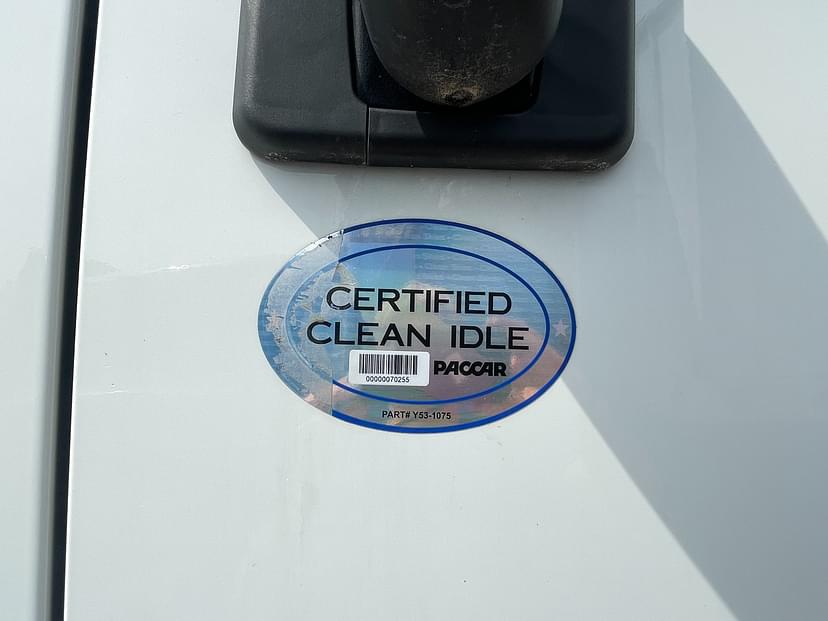 CERTIFIED
CLEAN IDLE
00000070255
PACCAR
PART# Y53-1075